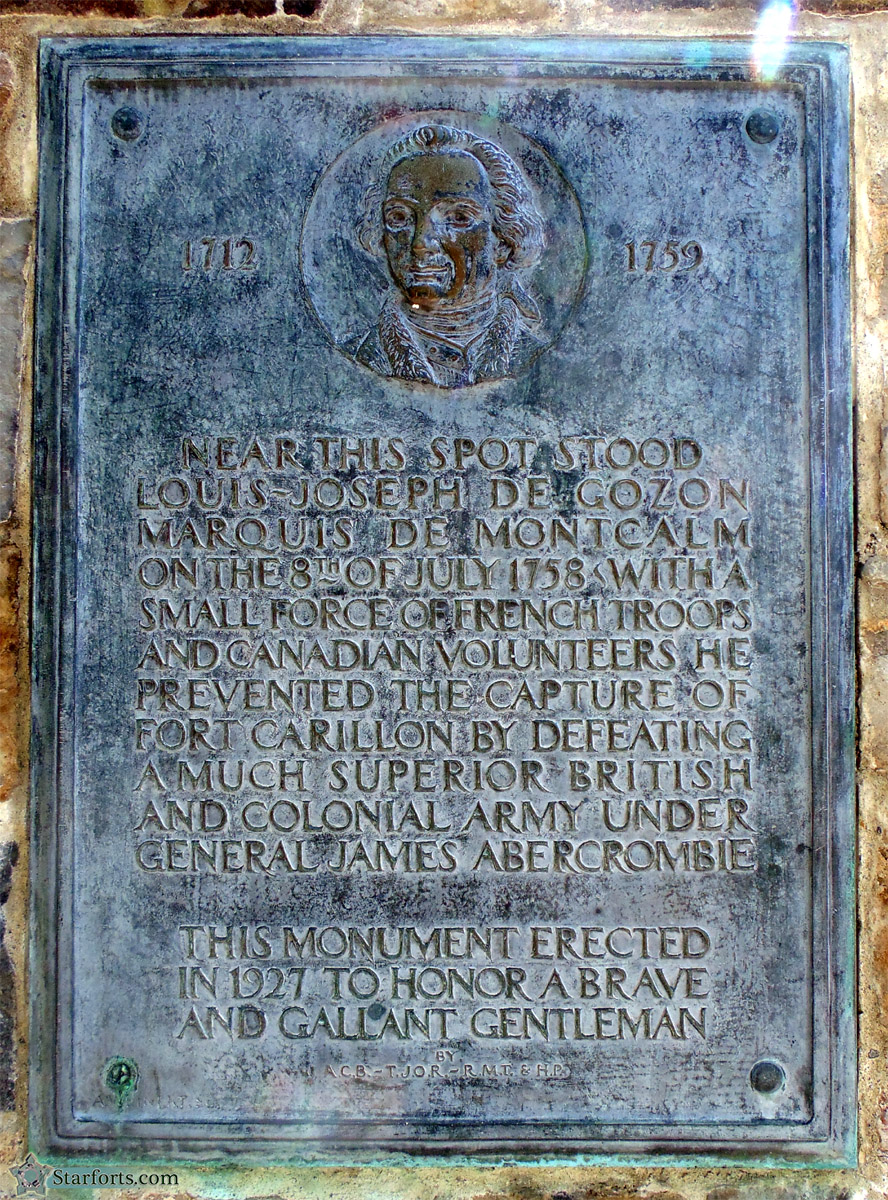 1712
1759
NEAR THIS SPOT STOOD
LOUIS~JOSEPH DE GOZON
MARQUIS DE MONTCALM
ON THE 8TH OF JULY 1758 WITH A
SMALL FORCE OF FRENCH TROOPS
AND CANADIAN VOLUNTEERS HE
PREVENTED THE CAPTURE OF
FORT CARILLON BY DEFEATING
A MUCH SUPERIOR BRITISH
AND COLONIAL ARMY UNDER
GENERAL JAMES ABERCROMBIE
THIS MONUMENT ERECTED
IN 1927 TO HONOR A BRAVE
AND GALLANT GENTLEMAN
BY
A.C.B.-T.JOR.-R.M.T. & H.P.
Starforts.com